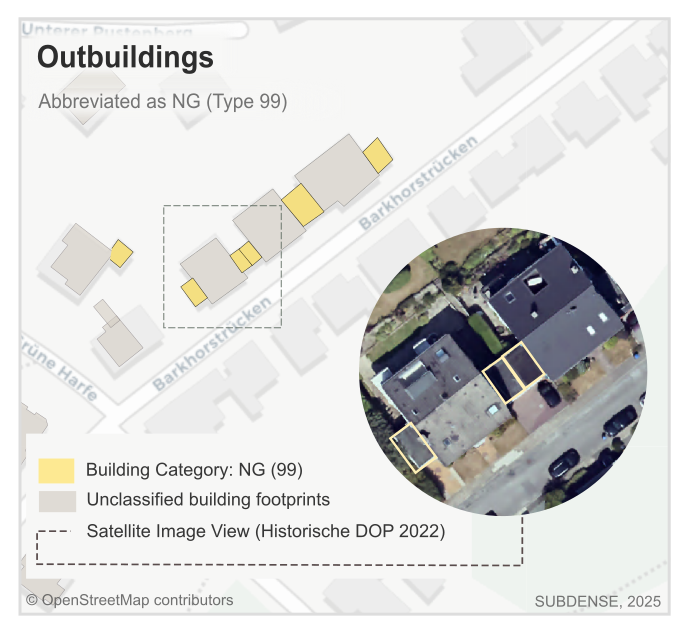 Unterer Rustenberg
Outbuildings
Abbreviated as NG (Type 99)
Barkhorstrücken
Barkhorstrücken
rüne Harfe
Building Category: NG (99)
Unclassified building footprints
Satellite Image View (Historische DOP 2022)
© OpenStreetMap contributors
SUBDENSE, 2025